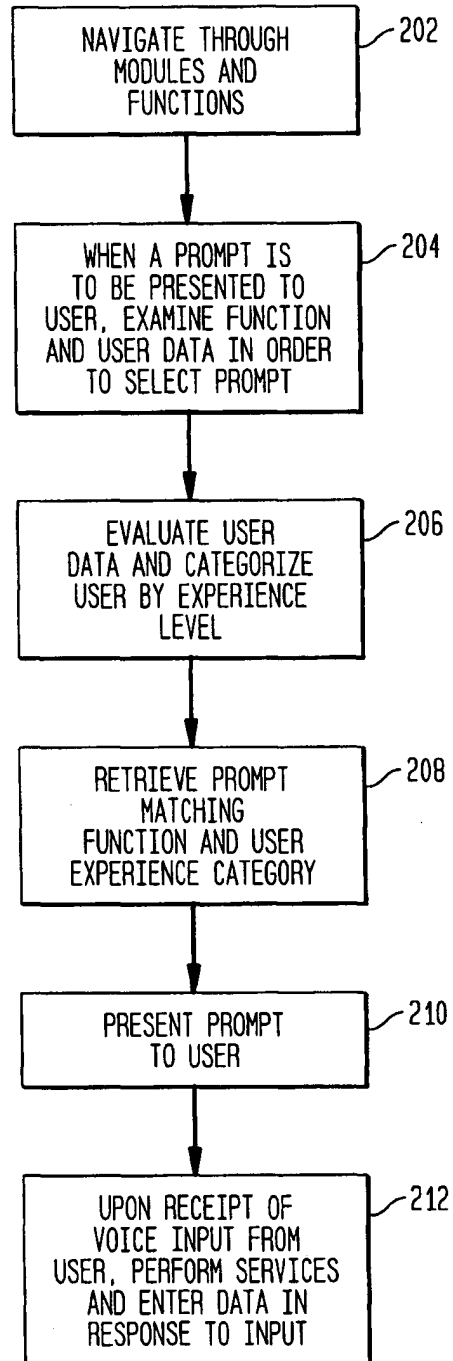 NAVIGATE THROUGH
MODULES AND
FUNCTIONS
202
WHEN A PROMPT IS
TO BE PRESENTED TO
USER, EXAMINE FUNCTION
AND USER DATA IN ORDER
TO SELECT PROMPT
204
EVALUATE USER
DATA AND CATEGORIZE
USER BY EXPERIENCE
LEVEL
206
RETRIEVE PROMPT
MATCHING
FUNCTION AND USER
EXPERIENCE CATEGORY
208
PRESENT PROMPT
TO USER
210
UPON RECEIPT OF
VOICE INPUT FROM
USER, PERFORM SERVICES
AND ENTER DATA IN
RESPONSE TO INPUT
212